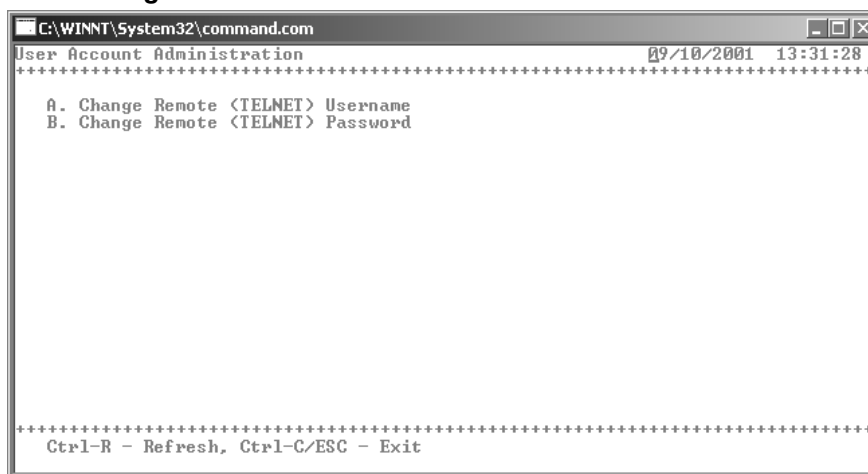 C:\WINNT\System32\command.com
User Account Administration 09/10/2001 13:31:28
++++++++++++++++++++++++++++++++++++++++++++++++++++++++++++++++++++++++++++++++
A. Change Remote (TELNET) Username
B. Change Remote (TELNET) Password
++++++++++++++++++++++++++++++++++++++++++++++++++++++++++++++++++++++++++++++++
Ctrl-R - Refresh, Ctrl-C/ESC - Exit